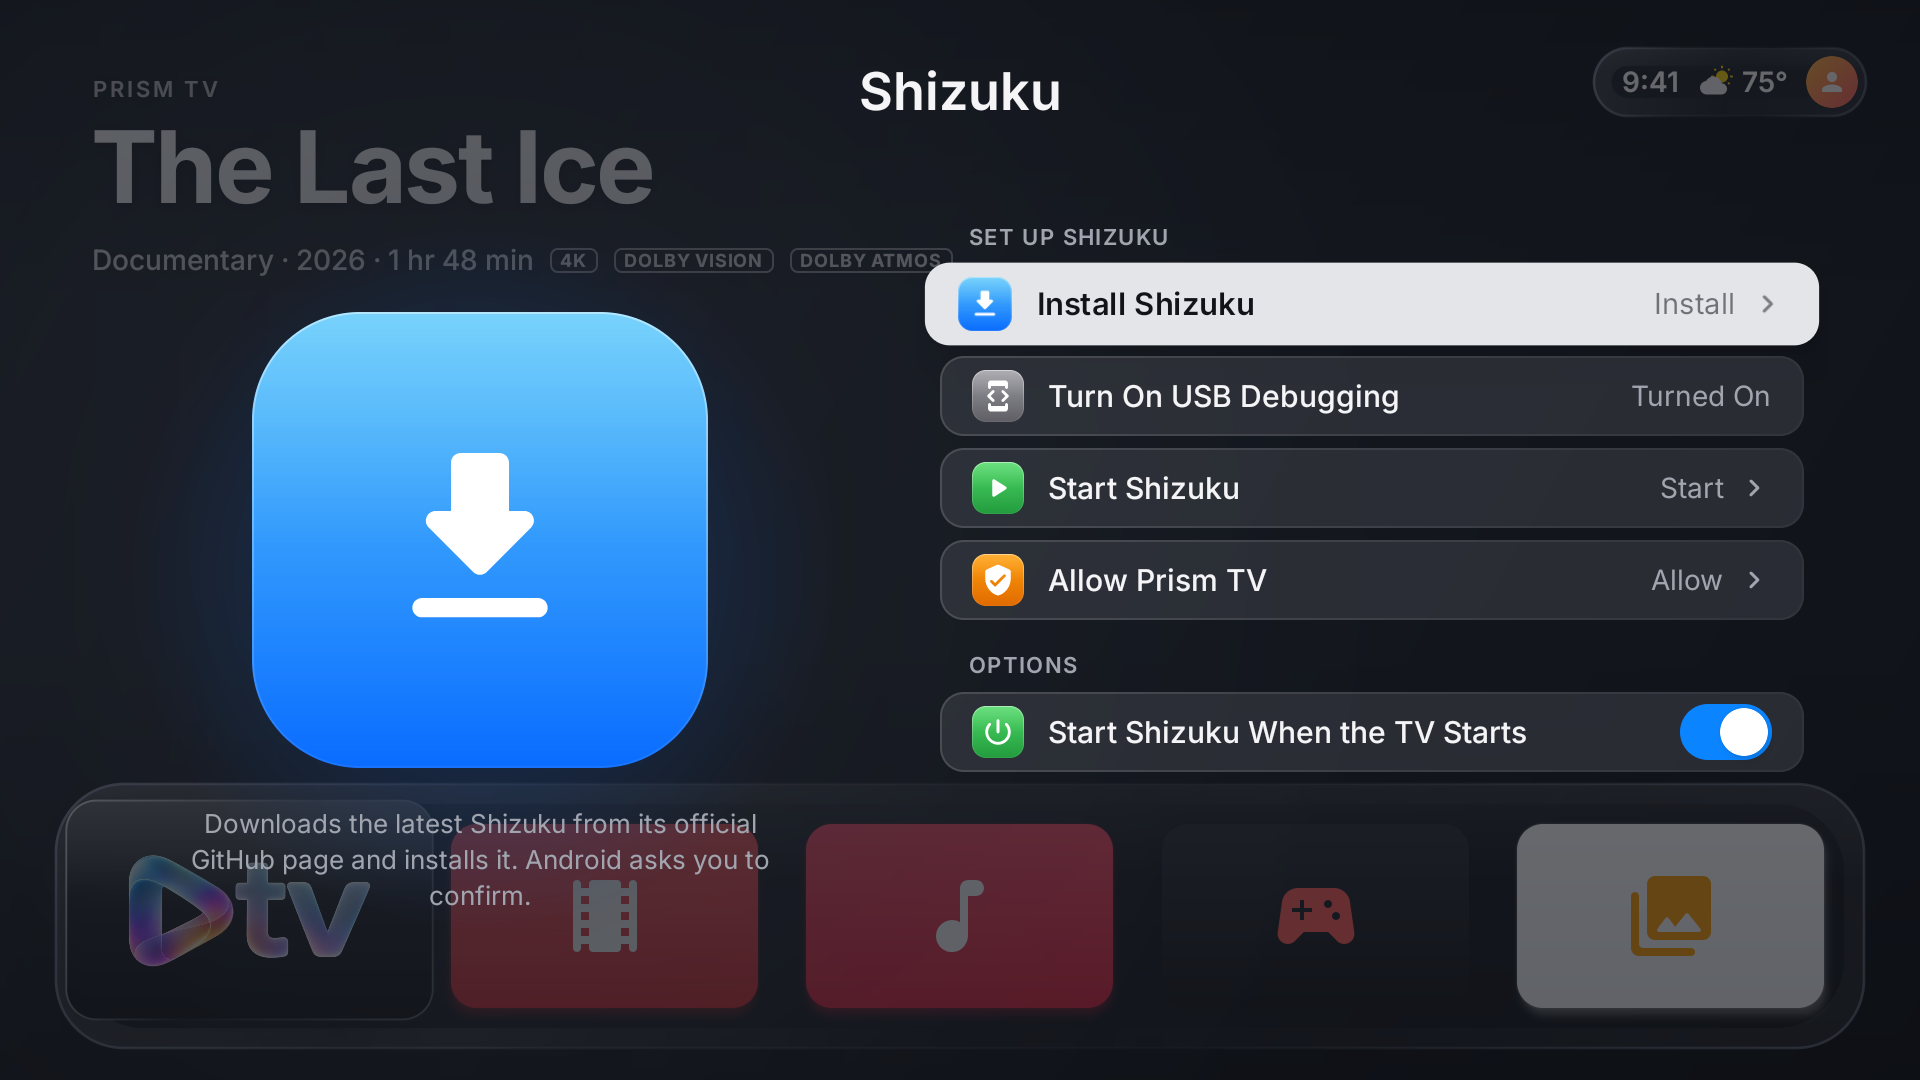 PRISM TV
The Last Ice
Documentary · 2026 · 1 hr 48 min 4K DOLBY VISION DOLBY ATMOS
Shizuku
9:41 75°
SET UP SHIZUKU
Install Shizuku Install
Turn On USB Debugging Turned On
Start Shizuku Start
Allow Prism TV Allow
OPTIONS
Start Shizuku When the TV Starts
Downloads the latest Shizuku from its official
GitHub page and installs it. Android asks you to
confirm.
tv